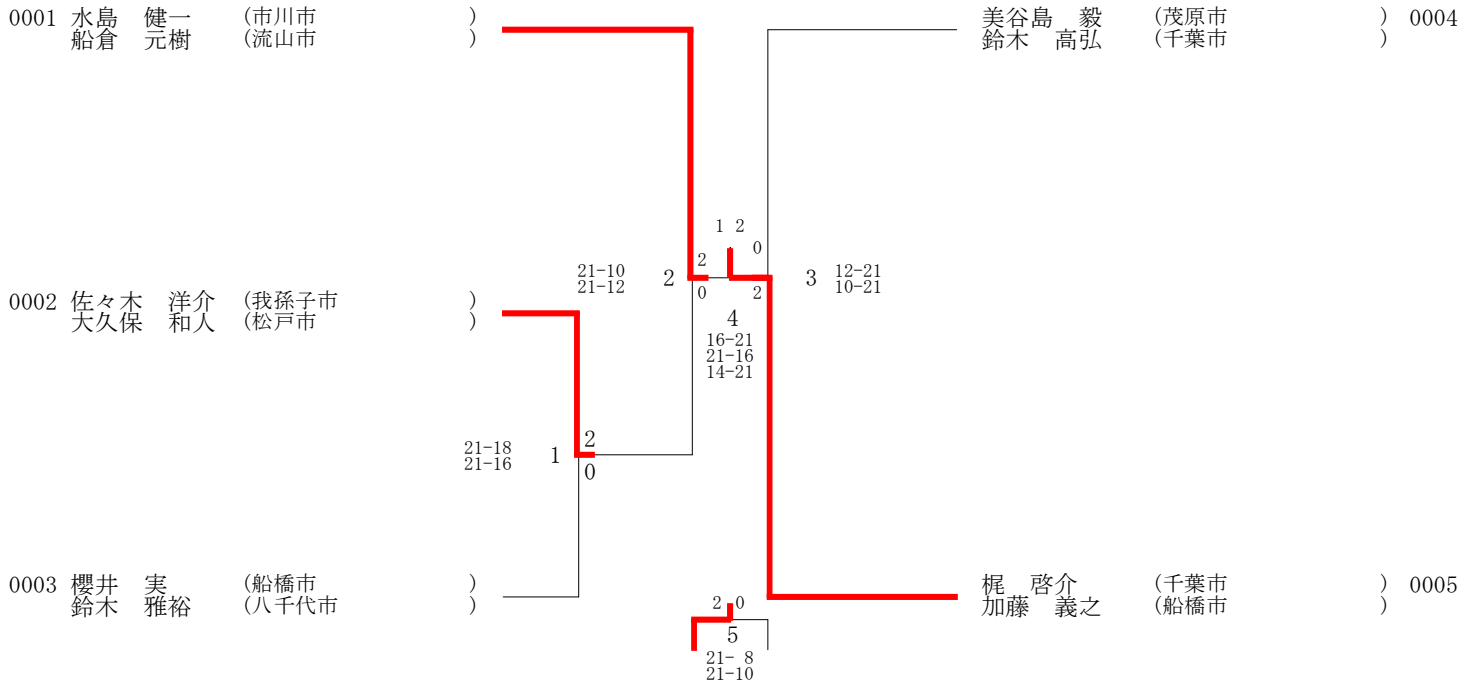 0001 水島　健一 (市川市 )
船倉　元樹 (流山市 )
美谷島　毅 (茂原市 ) 0004
鈴木　高弘 (千葉市 )
1 2
21-10
21-12
2
2
0
0
2
3
12-21
10-21
4
16-21
21-16
14-21
0002 佐々木　洋介 (我孫子市 )
大久保　和人 (松戸市 )
21-18
21-16
1
2
0
0003 櫻井　実 (船橋市 )
鈴木　雅裕 (八千代市 )
梶　啓介 (千葉市 ) 0005
加藤　義之 (船橋市 )
2 0
5
21- 8
21-10